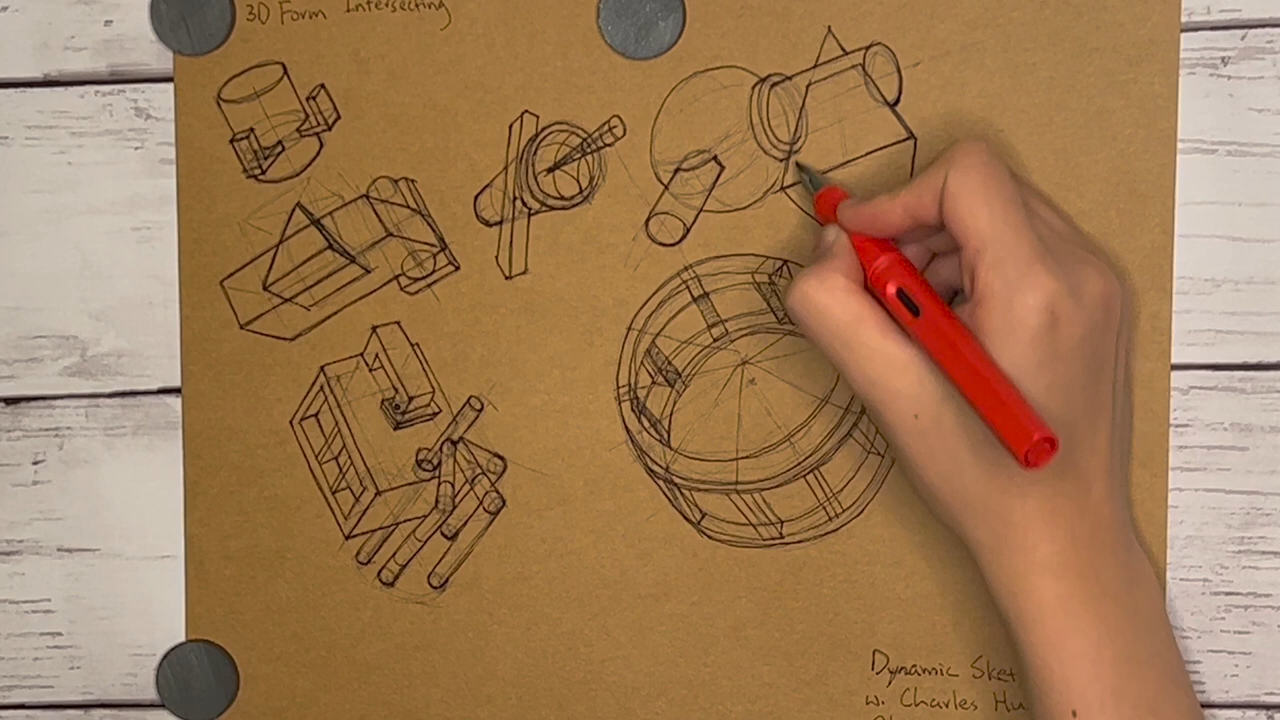 3D Form Intersecting
Dynamic Sket
w. Charles Hu